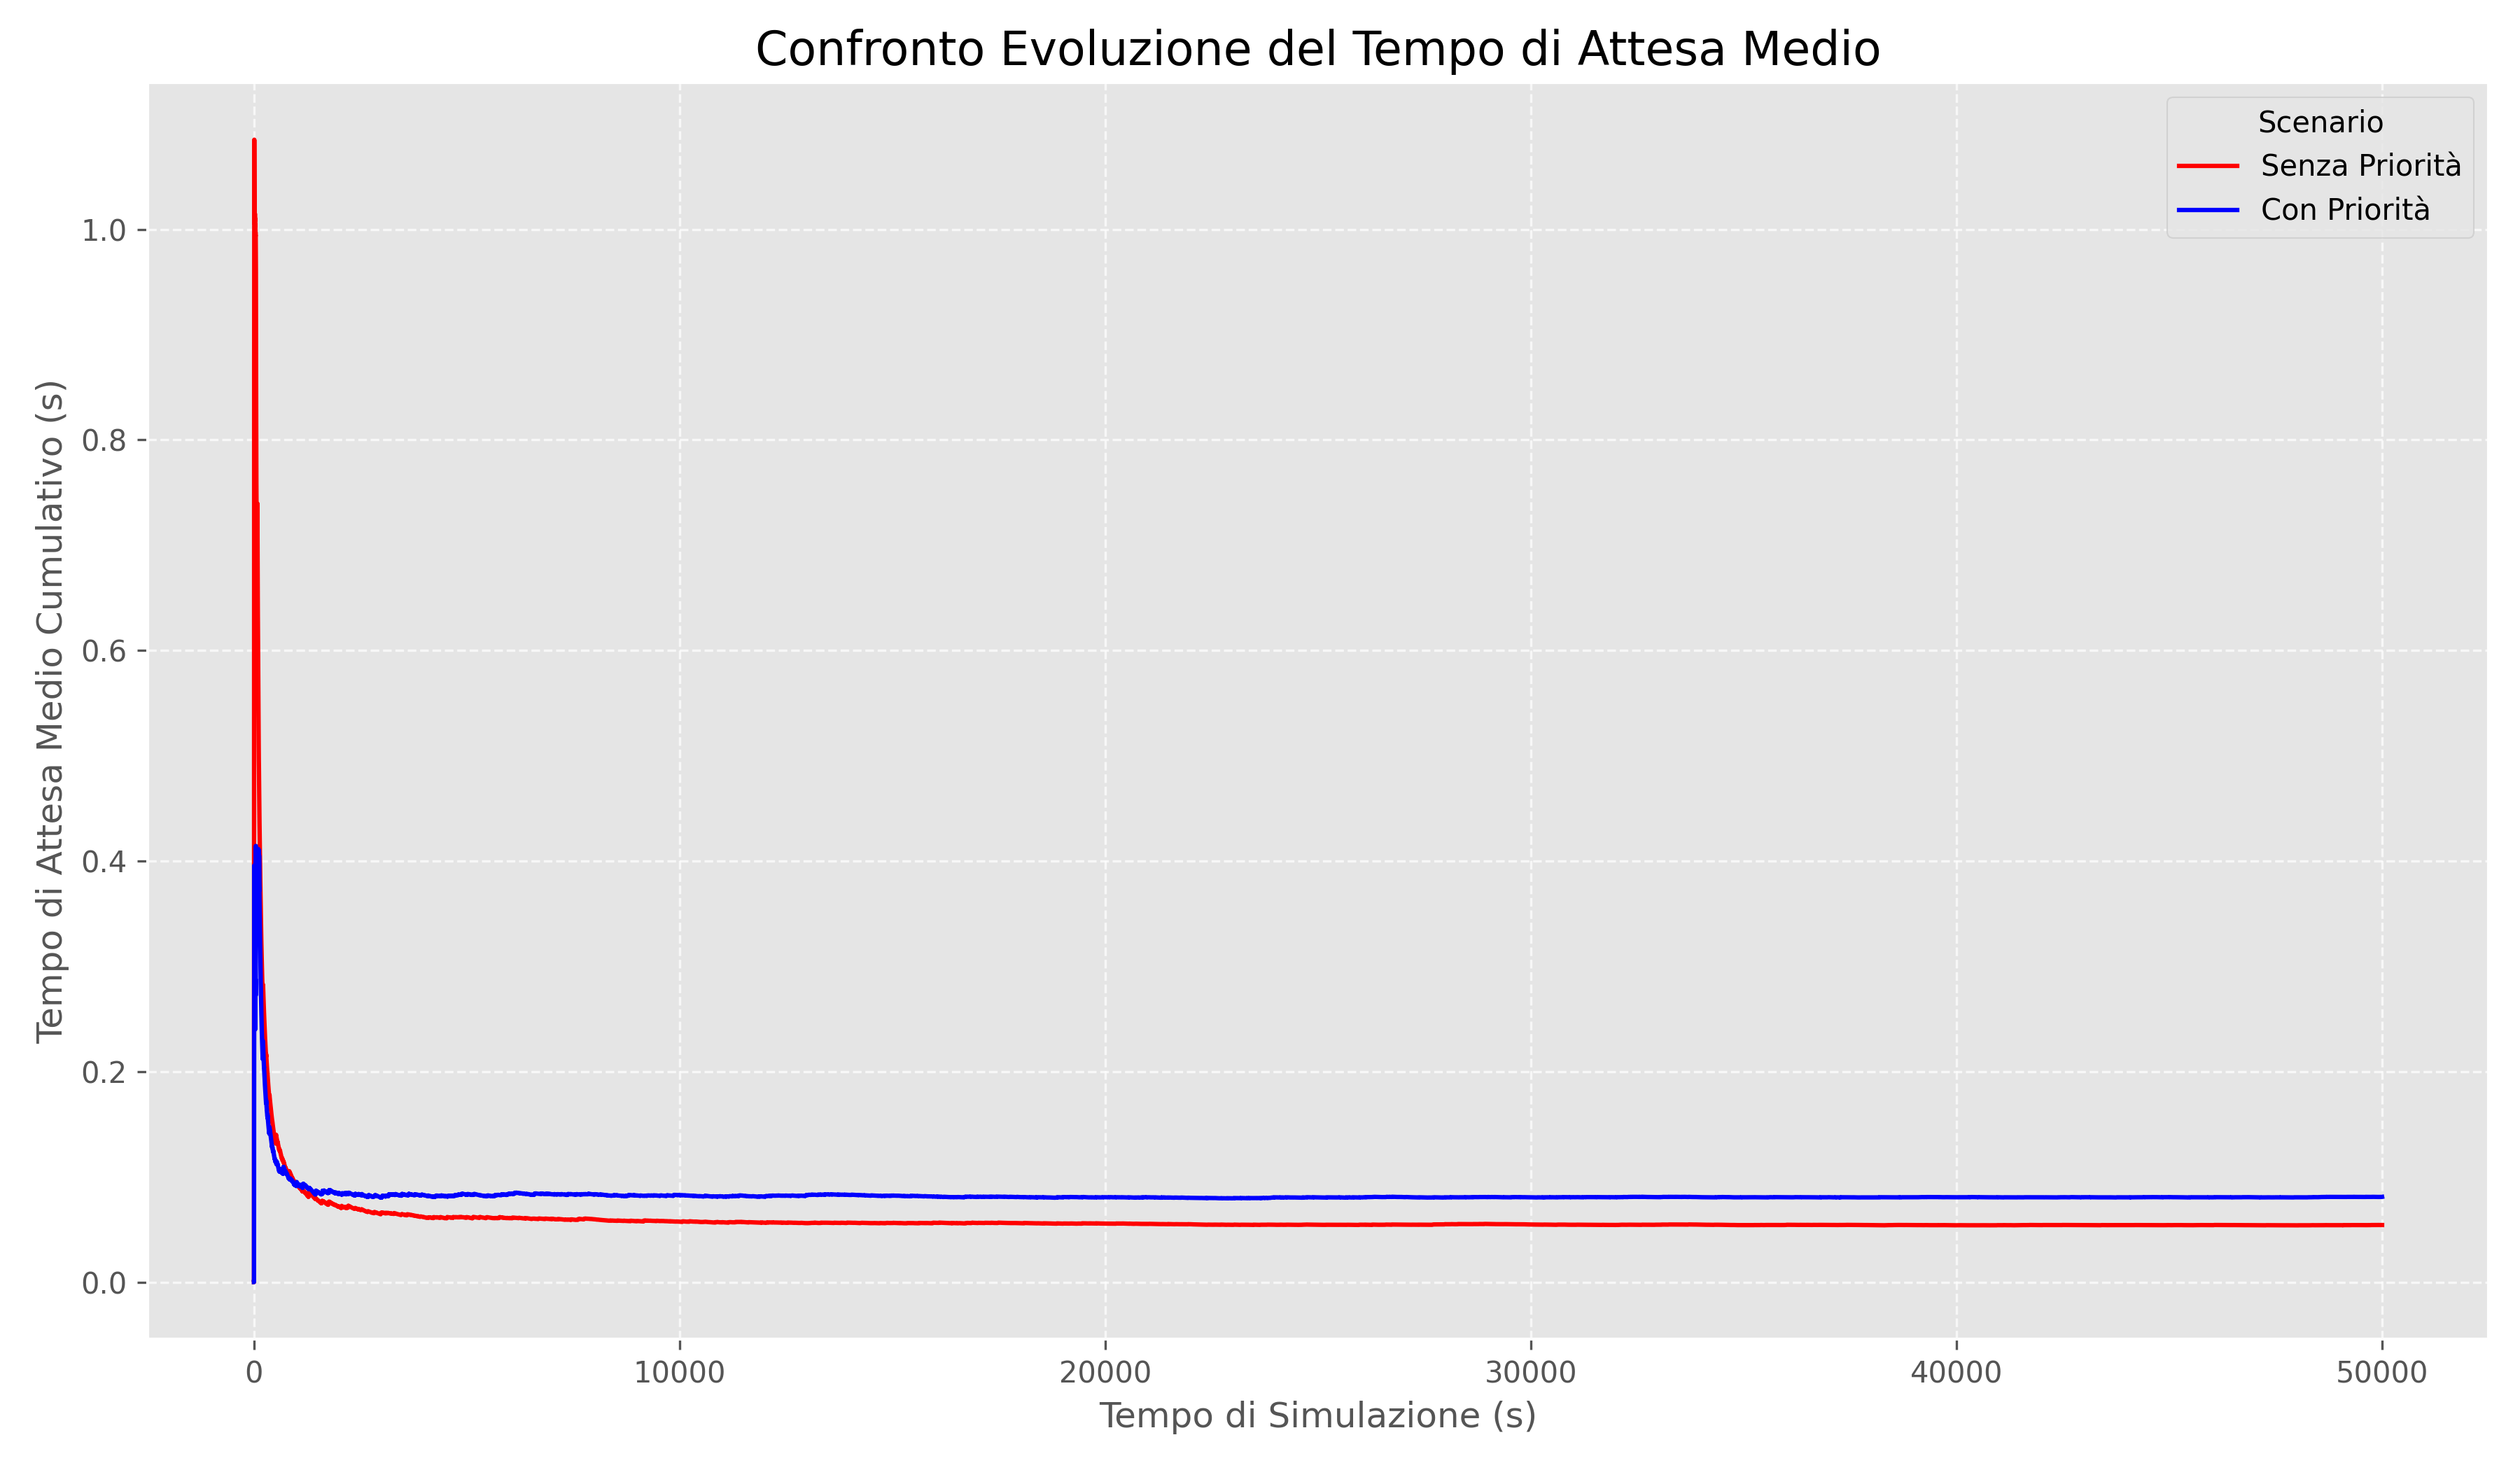 Confronto Evoluzione del Tempo di Attesa Medio
Scenario
Senza Priorità
Con Priorità
Tempo di Attesa Medio Cumulativo (s)
1.0
0.8
0.6
0.4
0.2
0.0
0 10000 20000 30000 40000 50000
Tempo di Simulazione (s)